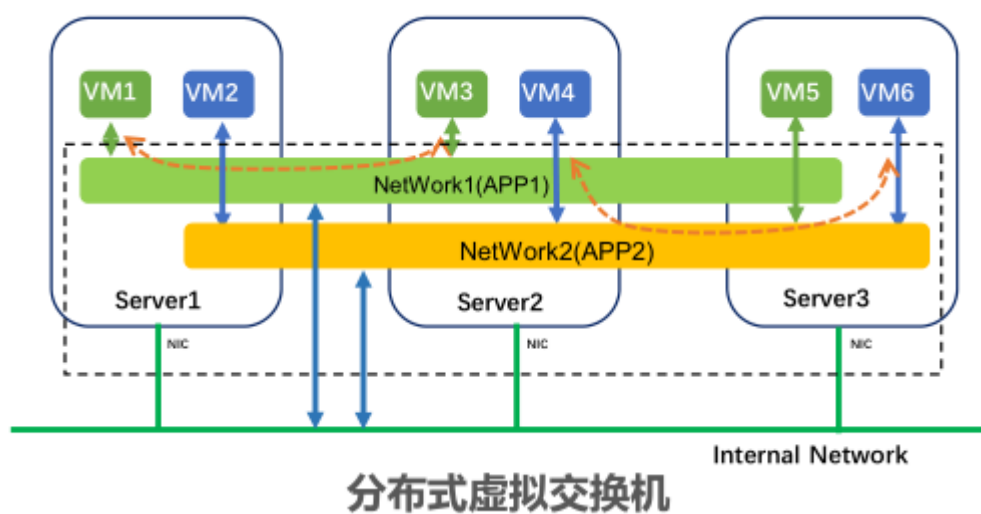 VM1 VM2 VM3 VM4 VM5 VM6
NetWork1(APP1)
NetWork2(APP2)
Server1 Server2 Server3
NIC NIC NIC
Internal Network
分布式虚拟交换机